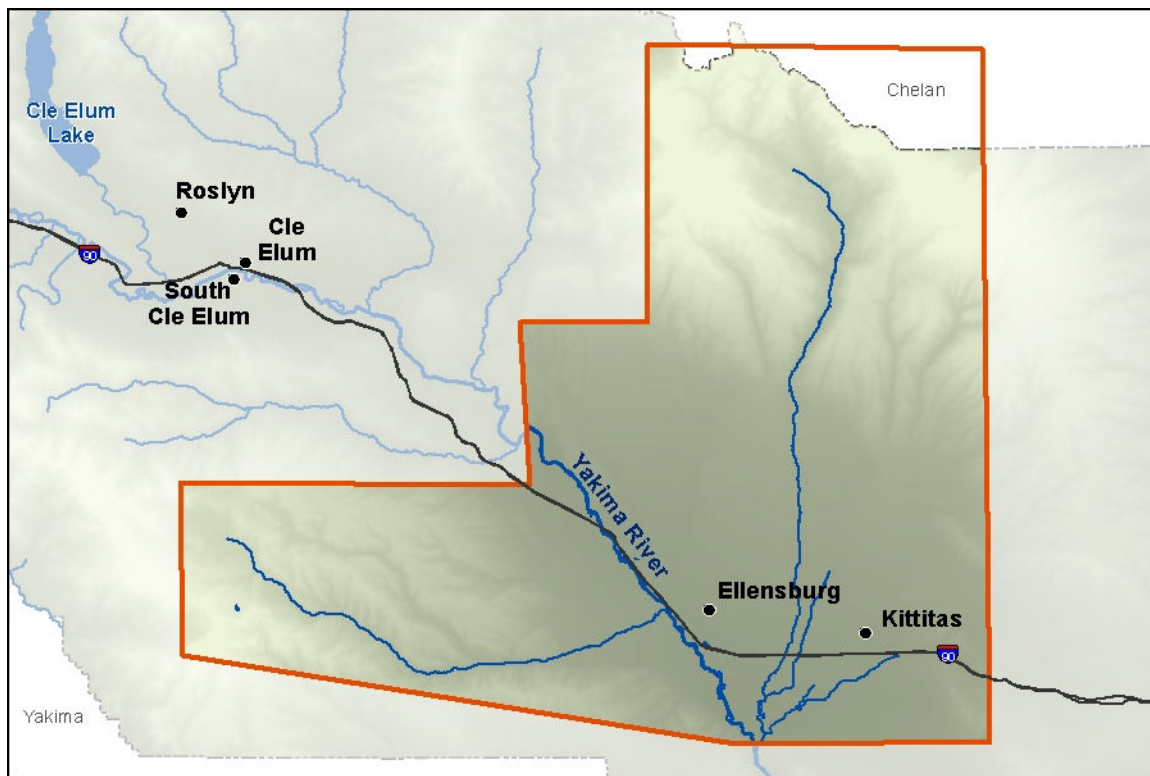 Chelan
Cle Elum
Lake
Roslyn
Cle
Elum
90
South
Cle Elum
Yakima River
Ellensburg
Kittitas
90
Yakima